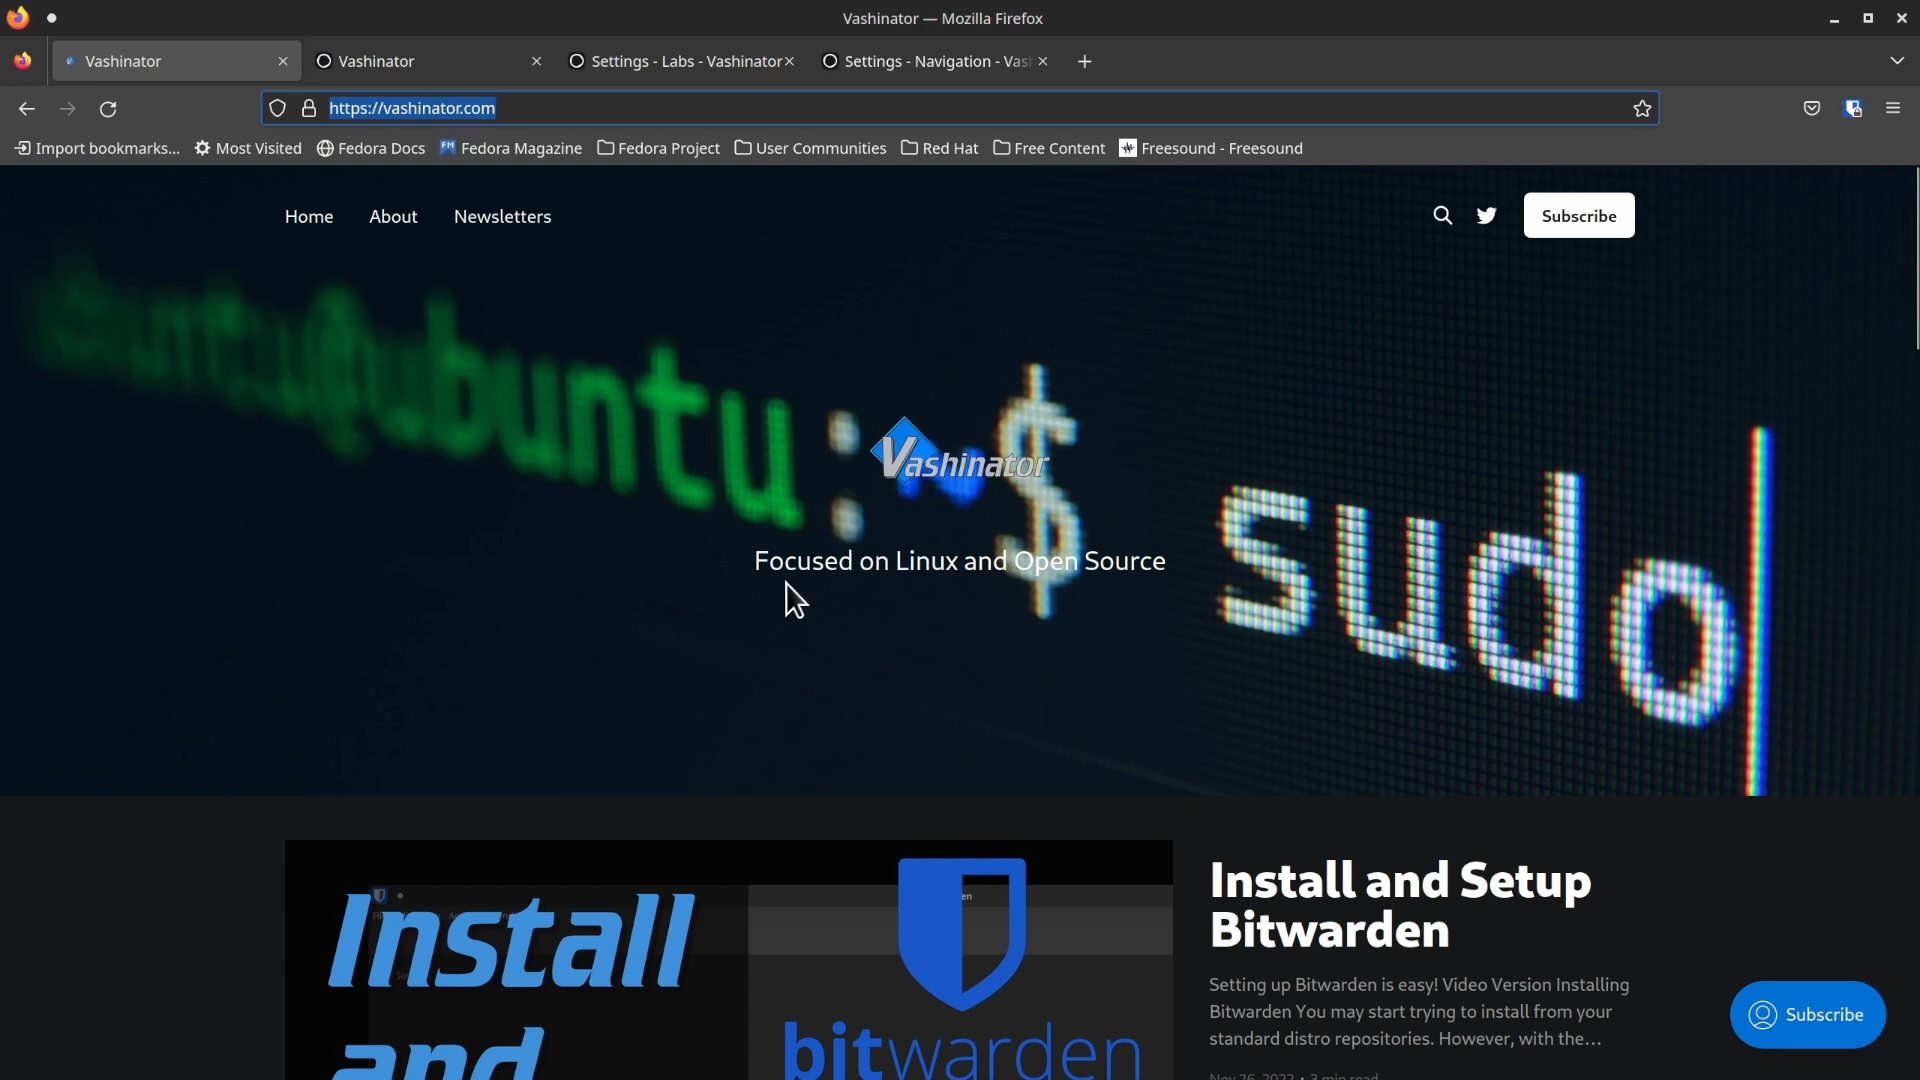 Vashinator — Mozilla Firefox
Vashinator
Vashinator
Settings - Labs - Vashinator
Settings - Navigation - Vas
https://vashinator.com
Import bookmarks...
Most Visited
Fedora Docs
FM Fedora Magazine
Fedora Project
User Communities
Red Hat
Free Content
Freesound - Freesound
Home
About
Newsletters
Subscribe
ubuntu:~$ sudo
Vashinator
Focused on Linux and Open Source
Install
and
bitwarden
Install and Setup
Bitwarden
Setting up Bitwarden is easy! Video Version Installing
Bitwarden You may start trying to install from your
standard distro repositories. However, with the...
Nov 26, 2022 • 3 min read
Subscribe